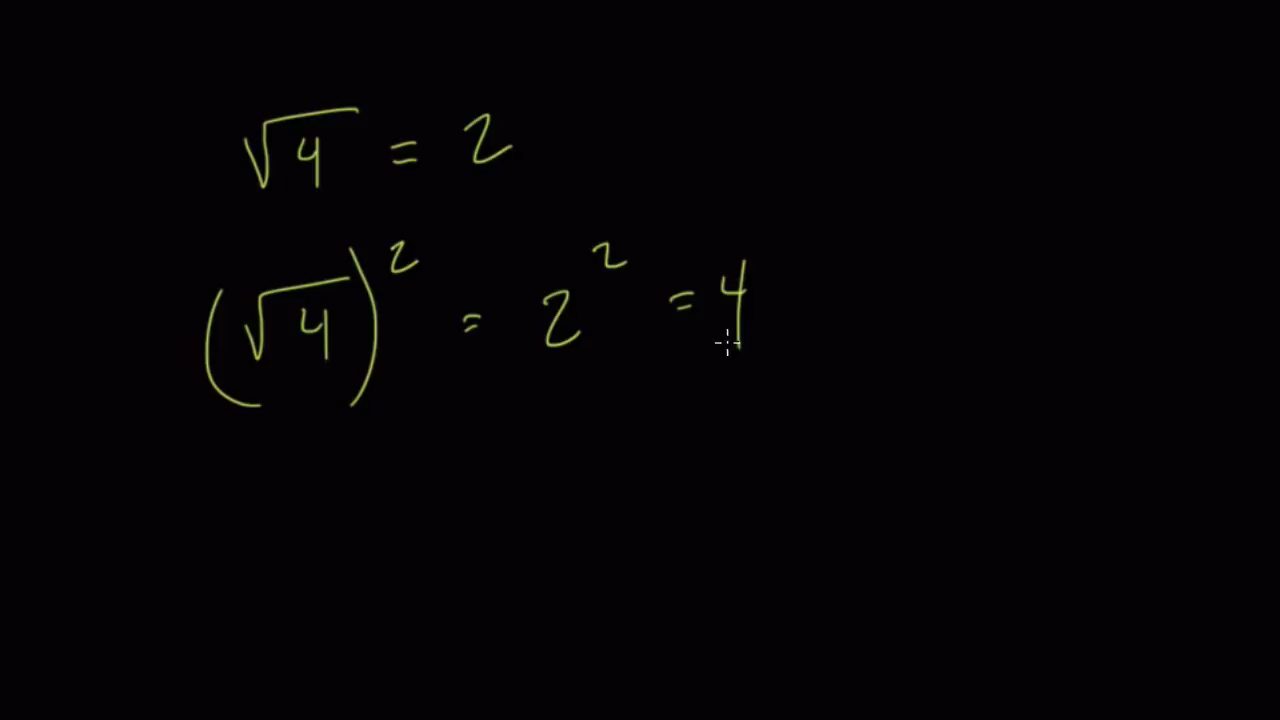 √4 = 2
(√4)² = 2² = 4